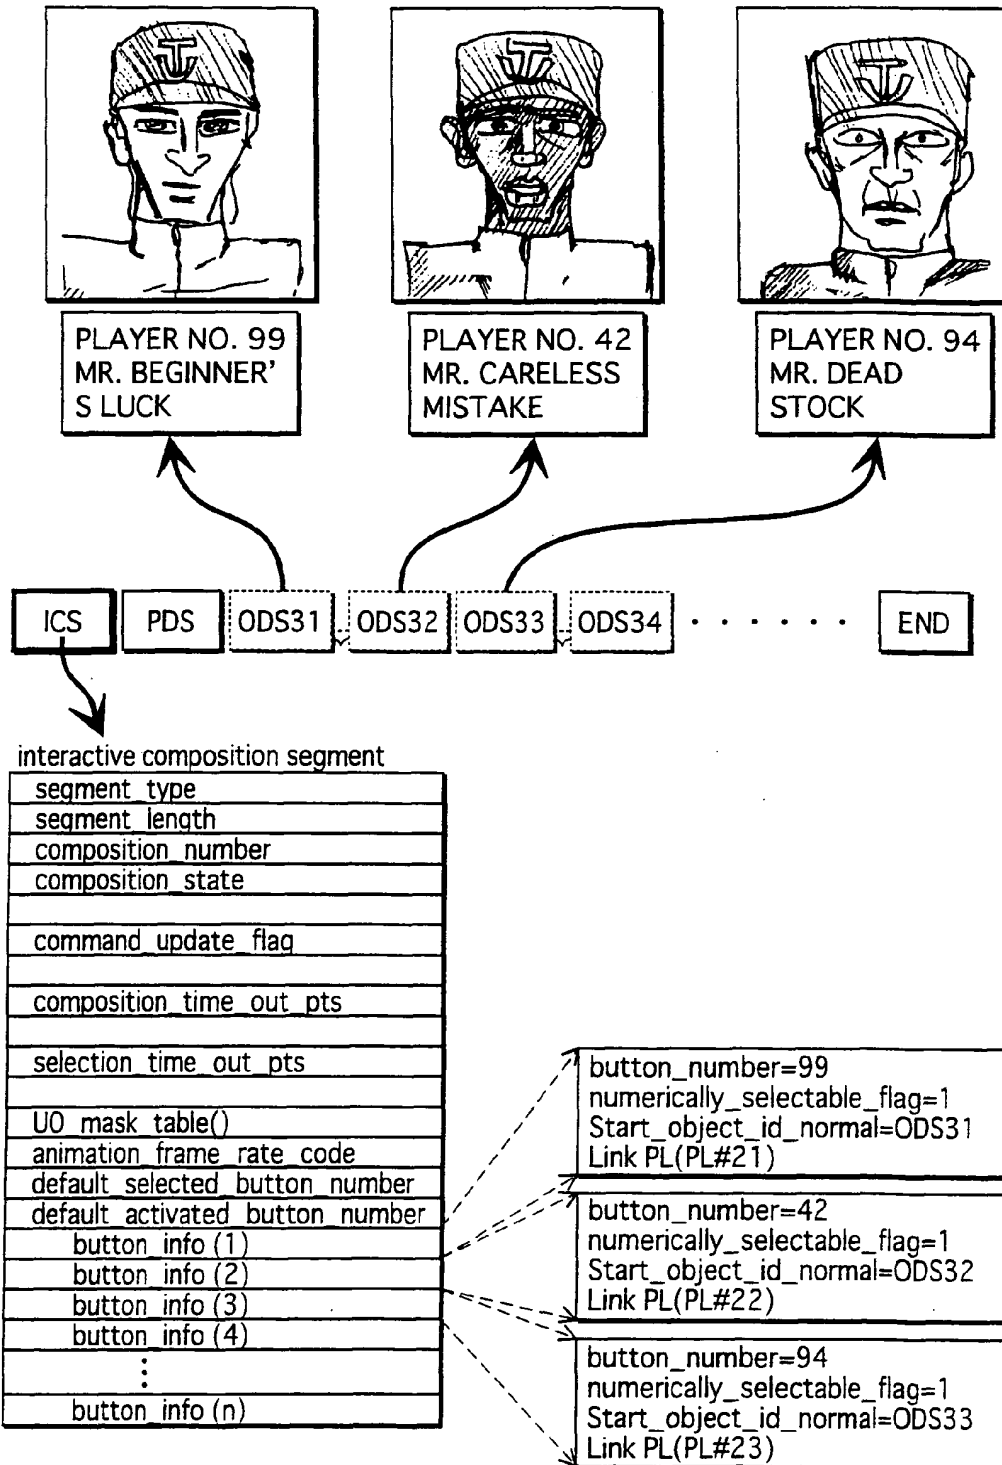 PLAYER NO. 99
MR. BEGINNER'
S LUCK
PLAYER NO. 42
MR. CARELESS
MISTAKE
PLAYER NO. 94
MR. DEAD
STOCK
ICS
PDS
ODS31
ODS32
ODS33
ODS34
. . . . . . .
END
interactive composition segment
segment_type
segment_length
composition_number
composition_state
command_update_flag
composition_time_out_pts
selection_time_out_pts
UO_mask_table()
animation_frame_rate_code
default_selected_button_number
default_activated_button_number
button_info (1)
button_info (2)
button_info (3)
button_info (4)
button_info (n)
button_number=99
numerically_selectable_flag=1
Start_object_id_normal=ODS31
Link PL(PL#21)
button_number=42
numerically_selectable_flag=1
Start_object_id_normal=ODS32
Link PL(PL#22)
button_number=94
numerically_selectable_flag=1
Start_object_id_normal=ODS33
Link PL(PL#23)